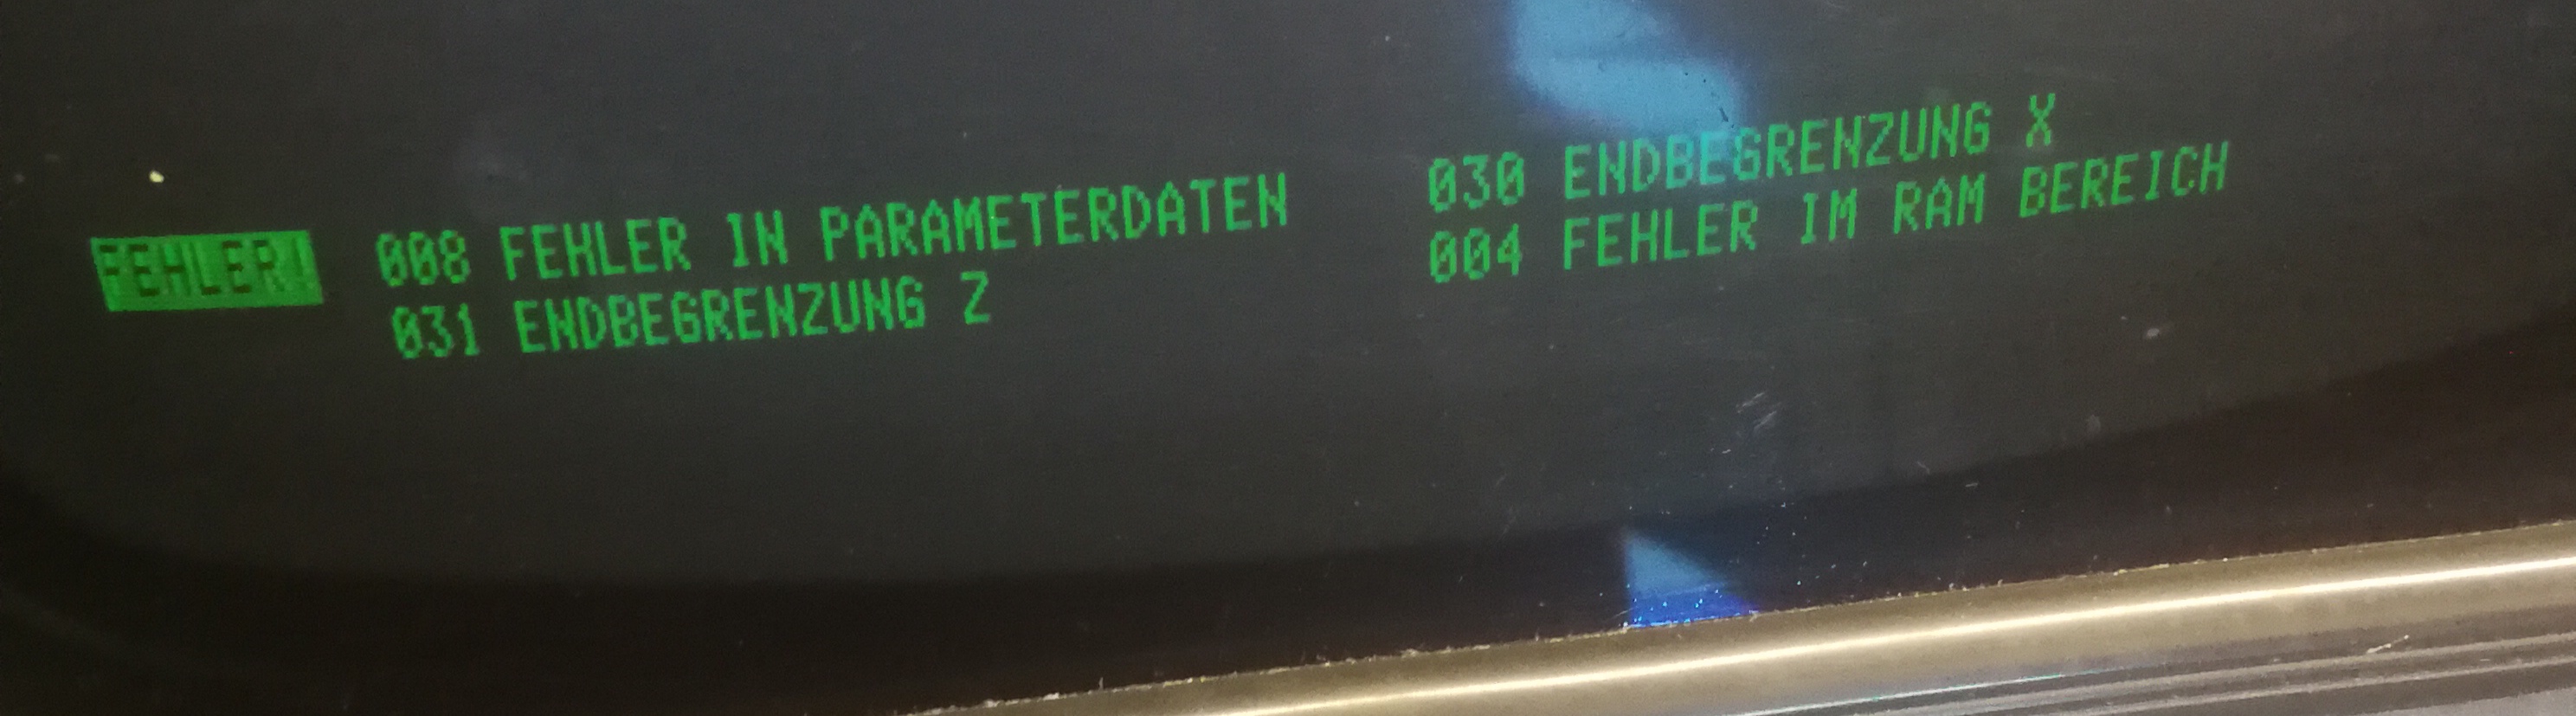 FEHLER! 008 FEHLER IN PARAMETERDATEN 030 ENDBEGRENZUNG X
031 ENDBEGRENZUNG Z 004 FEHLER IM RAM BEREICH